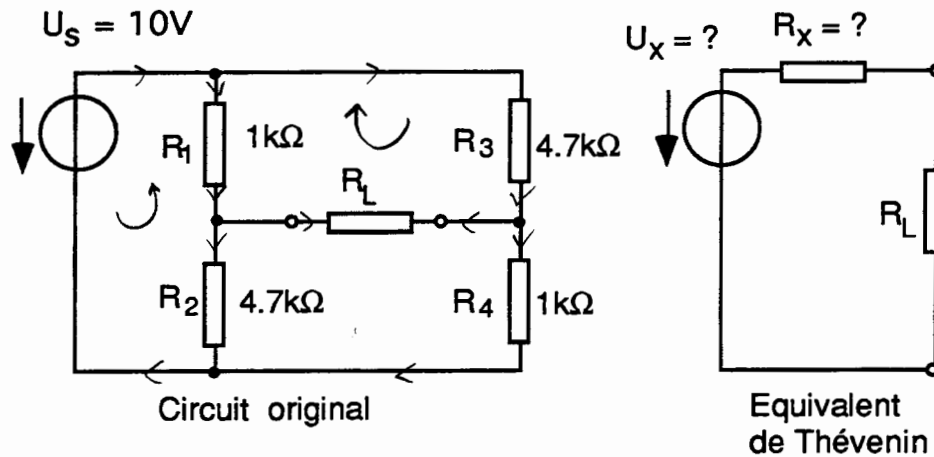 U_S = 10V
U_X = ?
R_X = ?
R_1
1kΩ
R_3
4.7kΩ
R_L
R_L
R_2
4.7kΩ
R_4
1kΩ
Circuit original
Equivalent
de Thévenin